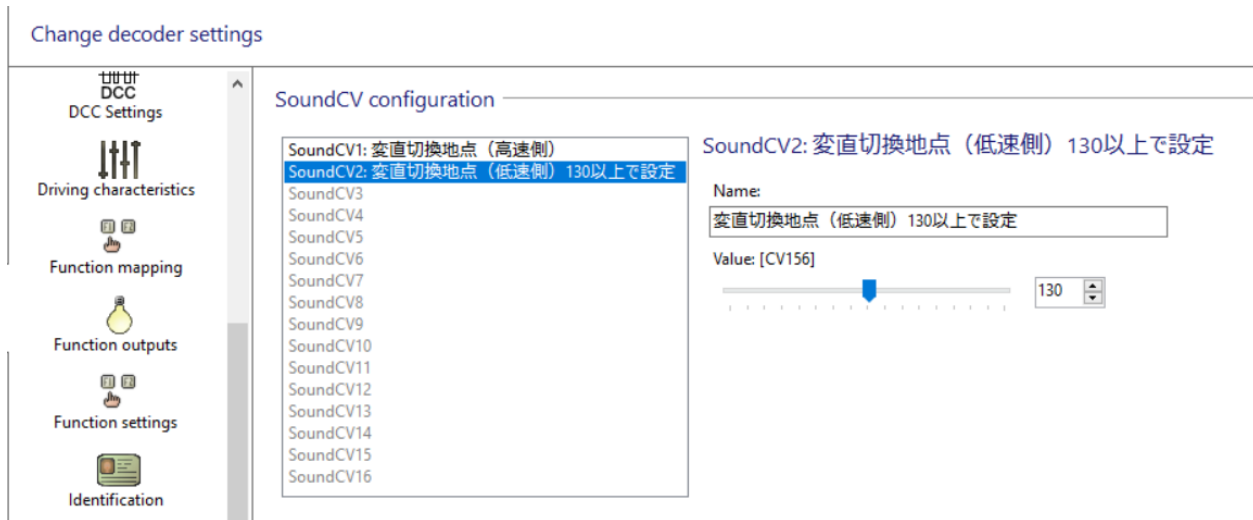 Change decoder settings
DCC
DCC Settings
Driving characteristics
Function mapping
Function outputs
Function settings
Identification
SoundCV configuration
SoundCV1: 変直切換地点（高速側）
SoundCV2: 変直切換地点（低速側）130以上で設定
SoundCV3
SoundCV4
SoundCV5
SoundCV6
SoundCV7
SoundCV8
SoundCV9
SoundCV10
SoundCV11
SoundCV12
SoundCV13
SoundCV14
SoundCV15
SoundCV16
SoundCV2: 変直切換地点（低速側）130以上で設定
Name:
変直切換地点（低速側）130以上で設定
Value: [CV156]
130